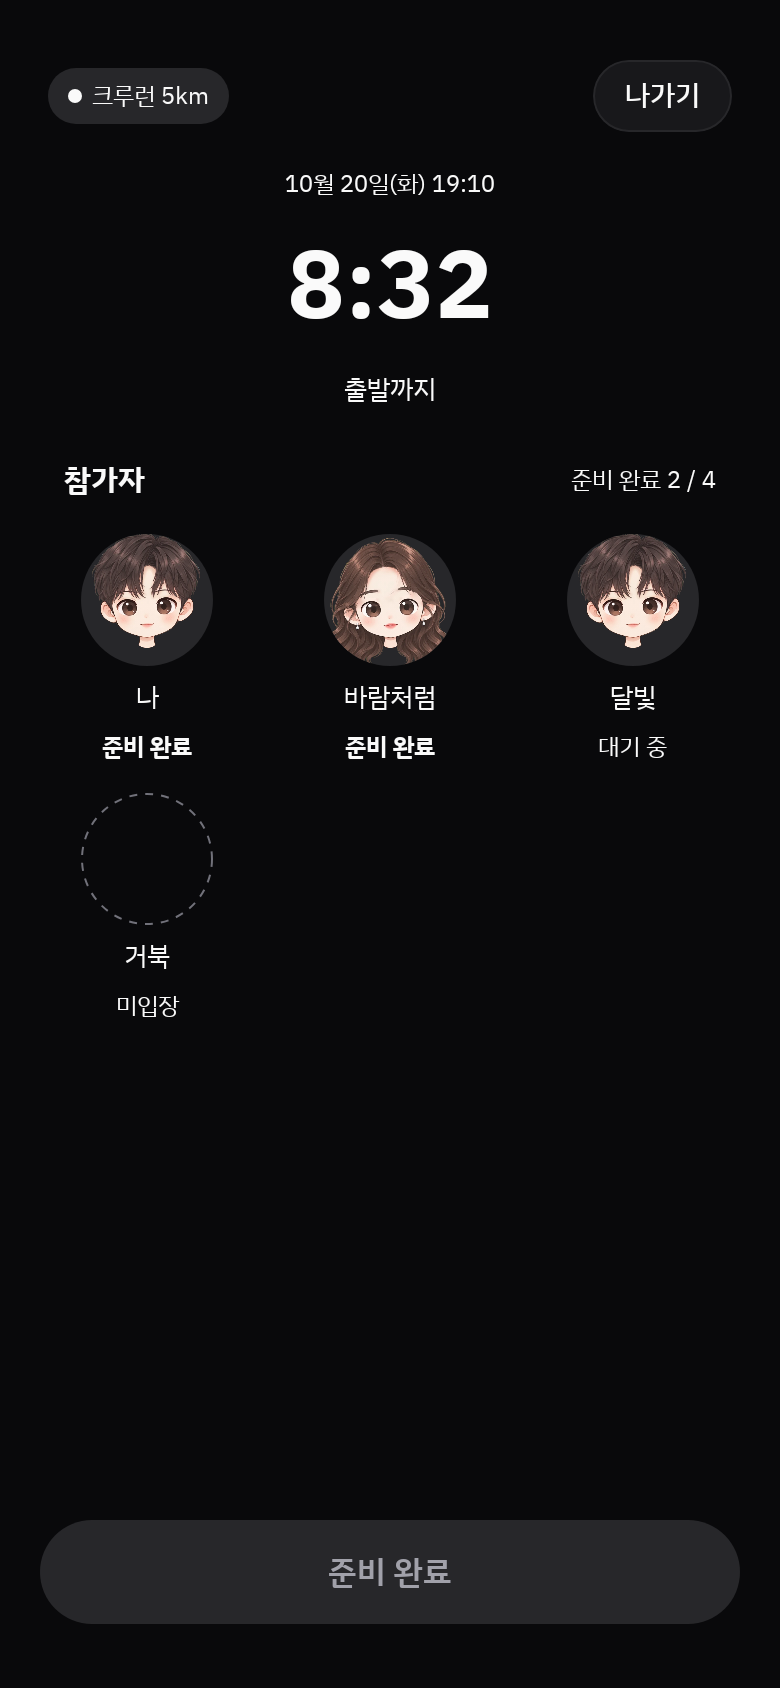 크루런 5km
나가기
10월 20일(화) 19:10
8:32
출발까지
참가자
준비 완료 2 / 4
나
바람처럼
달빛
준비 완료
준비 완료
대기 중
거북
미입장
준비 완료